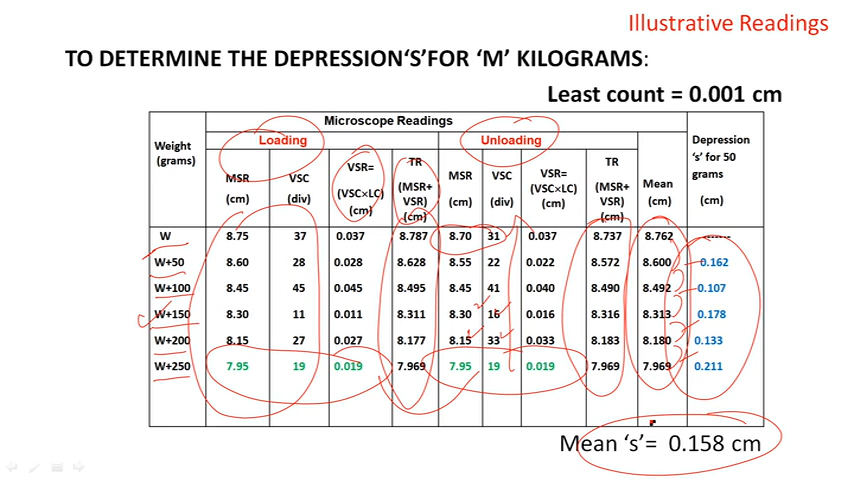 Illustrative Readings
TO DETERMINE THE DEPRESSION‘S’FOR ‘M’ KILOGRAMS:
Least count = 0.001 cm
Weight (grams) Microscope Readings Depression ‘s’ for 50 grams (cm)
Loading Unloading
MSR (cm) VSC (div) VSR= (VSC×LC) (cm) TR (MSR+ VSR) (cm) MSR (cm) VSC (div) VSR= (VSC×LC) (cm) TR (MSR+ VSR) (cm) Mean (cm)
W 8.75 37 0.037 8.787 8.70 31 0.037 8.737 8.762 --------
W+50 8.60 28 0.028 8.628 8.55 22 0.022 8.572 8.600 0.162
W+100 8.45 45 0.045 8.495 8.45 41 0.040 8.490 8.492 0.107
W+150 8.30 11 0.011 8.311 8.30 16 0.016 8.316 8.313 0.178
W+200 8.15 27 0.027 8.177 8.15 33 0.033 8.183 8.180 0.133
W+250 7.95 19 0.019 7.969 7.95 19 0.019 7.969 7.969 0.211
Mean ‘s’= 0.158 cm